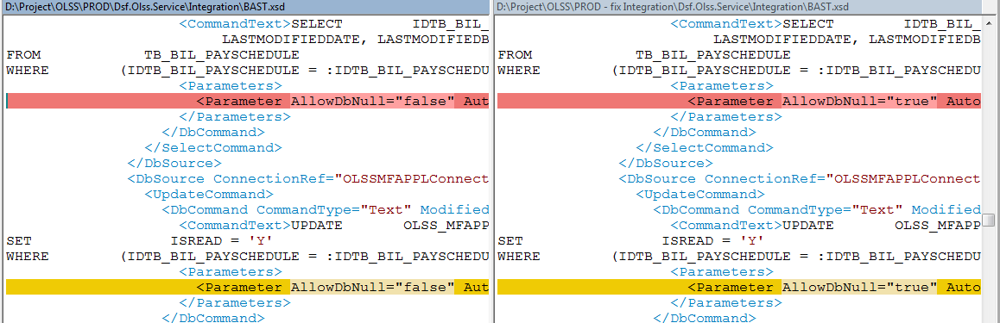 D:\Project\OLSS\PROD\Dsf.Olss.Service\Integration\BAST.xsd
<CommandText>SELECT IDTB_BIL_
LASTMODIFIEDDATE, LASTMODIFIEDB
FROM TB_BIL_PAYSCHEDULE
WHERE (IDTB_BIL_PAYSCHEDULE = :IDTB_BIL_PAYSCHEDU
<Parameters>
<Parameter AllowDbNull="false" Aut
</Parameters>
</DbCommand>
</SelectCommand>
</DbSource>
<DbSource ConnectionRef="OLSSMFAPPLConnect
<UpdateCommand>
<DbCommand CommandType="Text" Modified
<CommandText>UPDATE OLSS_MFAPP
SET ISREAD = 'Y'
WHERE (IDTB_BIL_PAYSCHEDULE = :IDTB_BIL_PAYSCHEDU
<Parameters>
<Parameter AllowDbNull="false" Aut
</Parameters>
</DbCommand>
D:\Project\OLSS\PROD - fix Integration\Dsf.Olss.Service\Integration\BAST.xsd
<CommandText>SELECT IDTB_BIL_
LASTMODIFIEDDATE, LASTMODIFIEDB
FROM TB_BIL_PAYSCHEDULE
WHERE (IDTB_BIL_PAYSCHEDULE = :IDTB_BIL_PAYSCHEDU
<Parameters>
<Parameter AllowDbNull="true" Auto
</Parameters>
</DbCommand>
</SelectCommand>
</DbSource>
<DbSource ConnectionRef="OLSSMFAPPLConnect
<UpdateCommand>
<DbCommand CommandType="Text" Modified
<CommandText>UPDATE OLSS_MFAPP
SET ISREAD = 'Y'
WHERE (IDTB_BIL_PAYSCHEDULE = :IDTB_BIL_PAYSCHEDU
<Parameters>
<Parameter AllowDbNull="true" Auto
</Parameters>
</DbCommand>